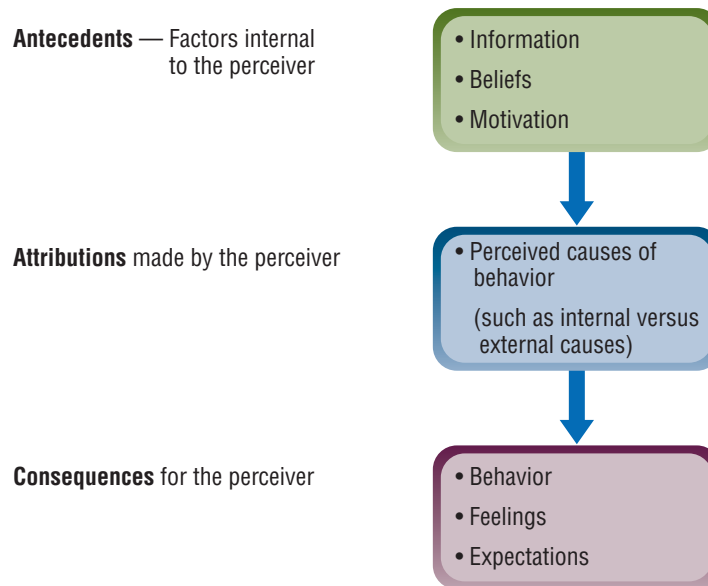 Antecedents — Factors internal
to the perceiver
• Information
• Beliefs
• Motivation
Attributions made by the perceiver
• Perceived causes of
behavior
(such as internal versus
external causes)
Consequences for the perceiver
• Behavior
• Feelings
• Expectations